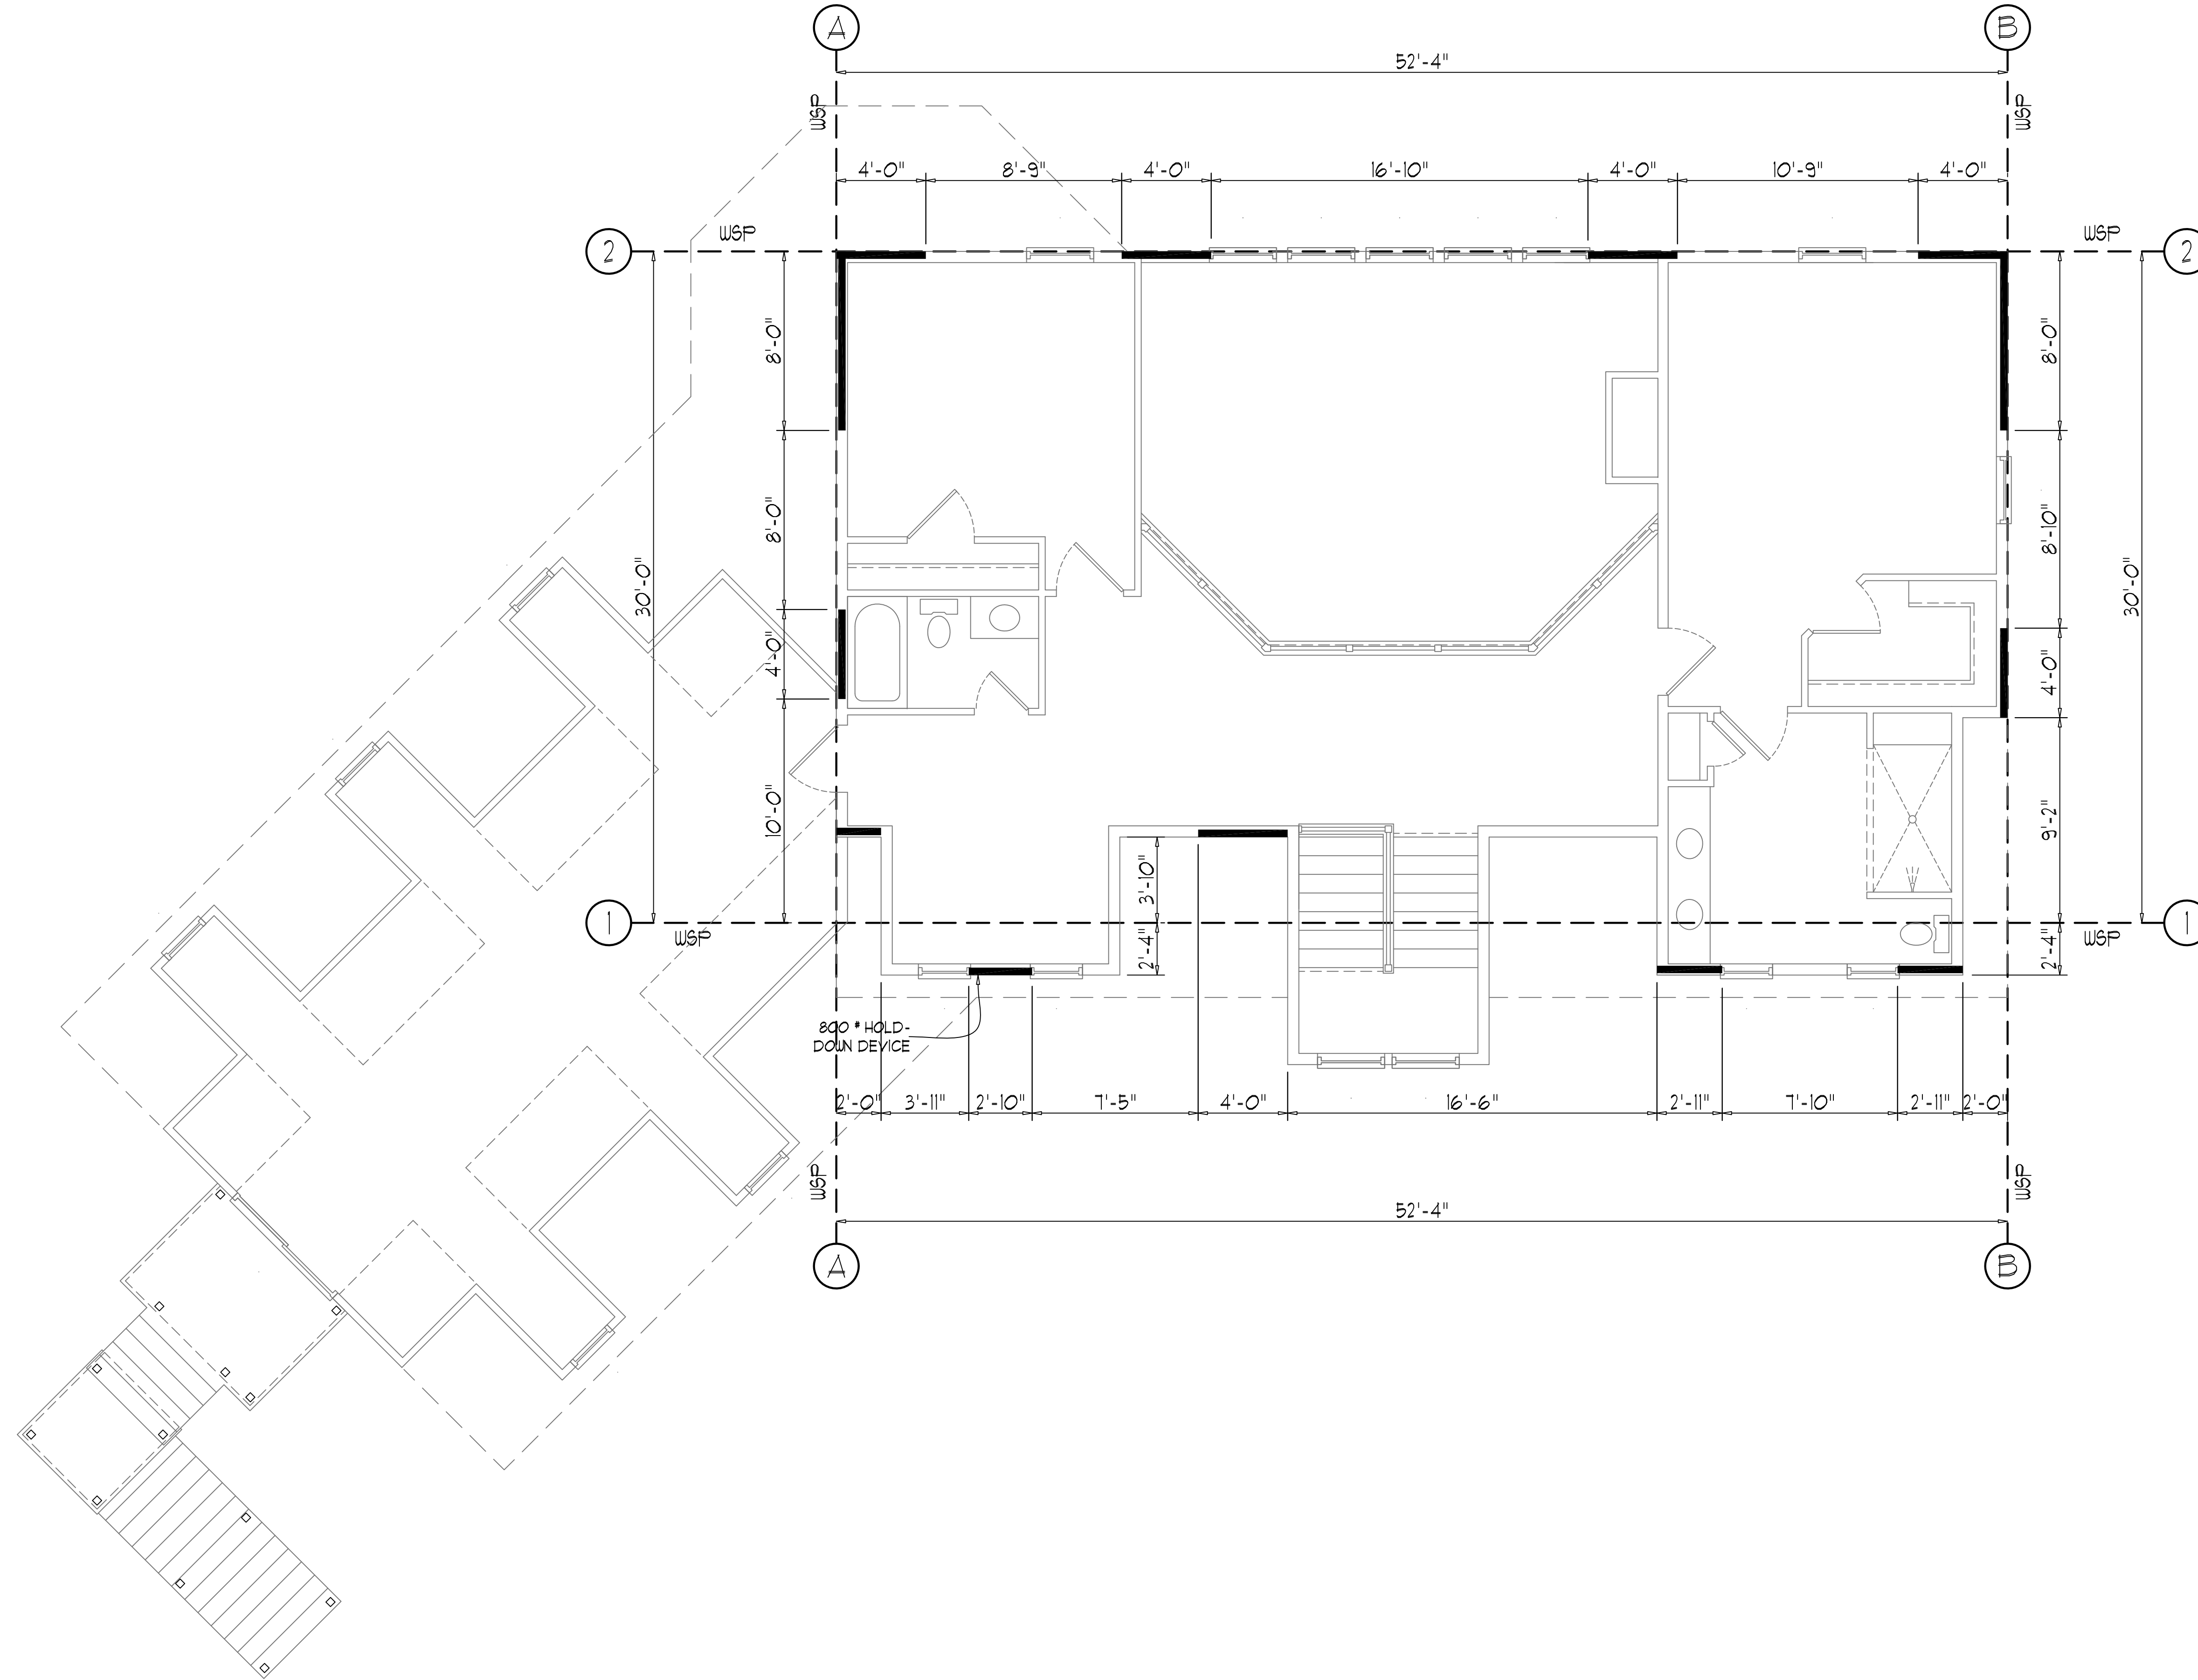 A
B
52'-4"
WSP
WSP
4'-0"
8'-9"
4'-0"
16'-10"
4'-0"
10'-9"
4'-0"
2
WSP
WSP
2
8'-0"
8'-0"
8'-0"
8'-10"
30'-0"
30'-0"
4'-0"
4'-0"
10'-0"
9'-2"
3'-10"
1
WSP
2'-4"
2'-4"
WSP
1
800 # HOLD-
DOWN DEVICE
2'-0"
3'-11"
2'-10"
7'-5"
4'-0"
16'-6"
2'-11"
7'-10"
2'-11"
2'-0"
WSP
WSP
52'-4"
A
B